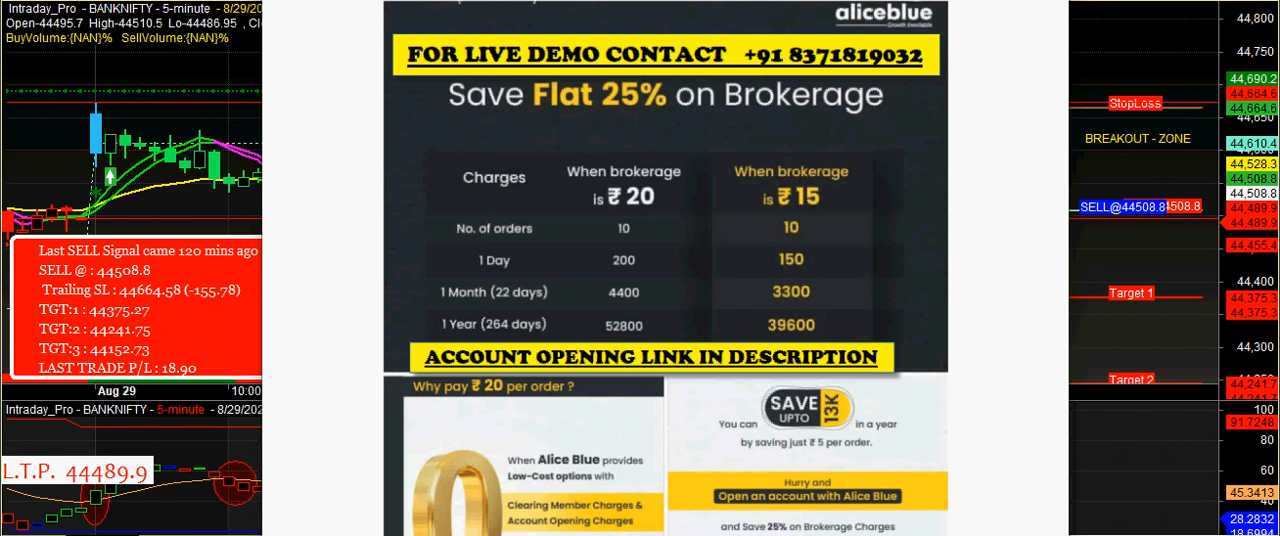 Intraday_Pro - BANKNIFTY - 5-minute - 8/29/20
Open-44495.7 High-44510.5 Lo-44486.95 , Cl
BuyVolume:{NAN}% SellVolume:{NAN}%
Last SELL Signal came 120 mins ago
SELL @ : 44508.8
Trailing SL : 44664.58 (-155.78)
TGT:1 : 44375.27
TGT:2 : 44241.75
TGT:3 : 44152.73
LAST TRADE P/L : 18.90
Aug 29
10:00
Intraday_Pro - BANKNIFTY - 5-minute - 8/29/202
L.T.P. 44489.9
aliceblue
FOR LIVE DEMO CONTACT +91 8371819032
Save Flat 25% on Brokerage
Charges When brokerage is ₹ 20 When brokerage is ₹ 15
No. of orders 10 10
1 Day 200 150
1 Month (22 days) 4400 3300
1 Year (264 days) 52800 39600
ACCOUNT OPENING LINK IN DESCRIPTION
Why pay ₹ 20 per order ?
When Alice Blue provides
Low-Cost options with
Clearing Member Charges &
Account Opening Charges
SAVE UPTO 13K
You can in a year
by saving just ₹ 5 per order.
Hurry and
Open an account with Alice Blue
and Save 25% on Brokerage Charges
StopLoss
BREAKOUT - ZONE
SELL@44508.8
Target 1
Target 2
44,800
44,750
44,690.2
44,664.6
44,664.6
44,610.4
44,528.3
44,508.8
44,508.8
44,489.9
44,489.9
44,455.4
44,400
44,375.3
44,375.3
44,300
44,241.7
100
91.7248
80
60
45.3413
28.2832